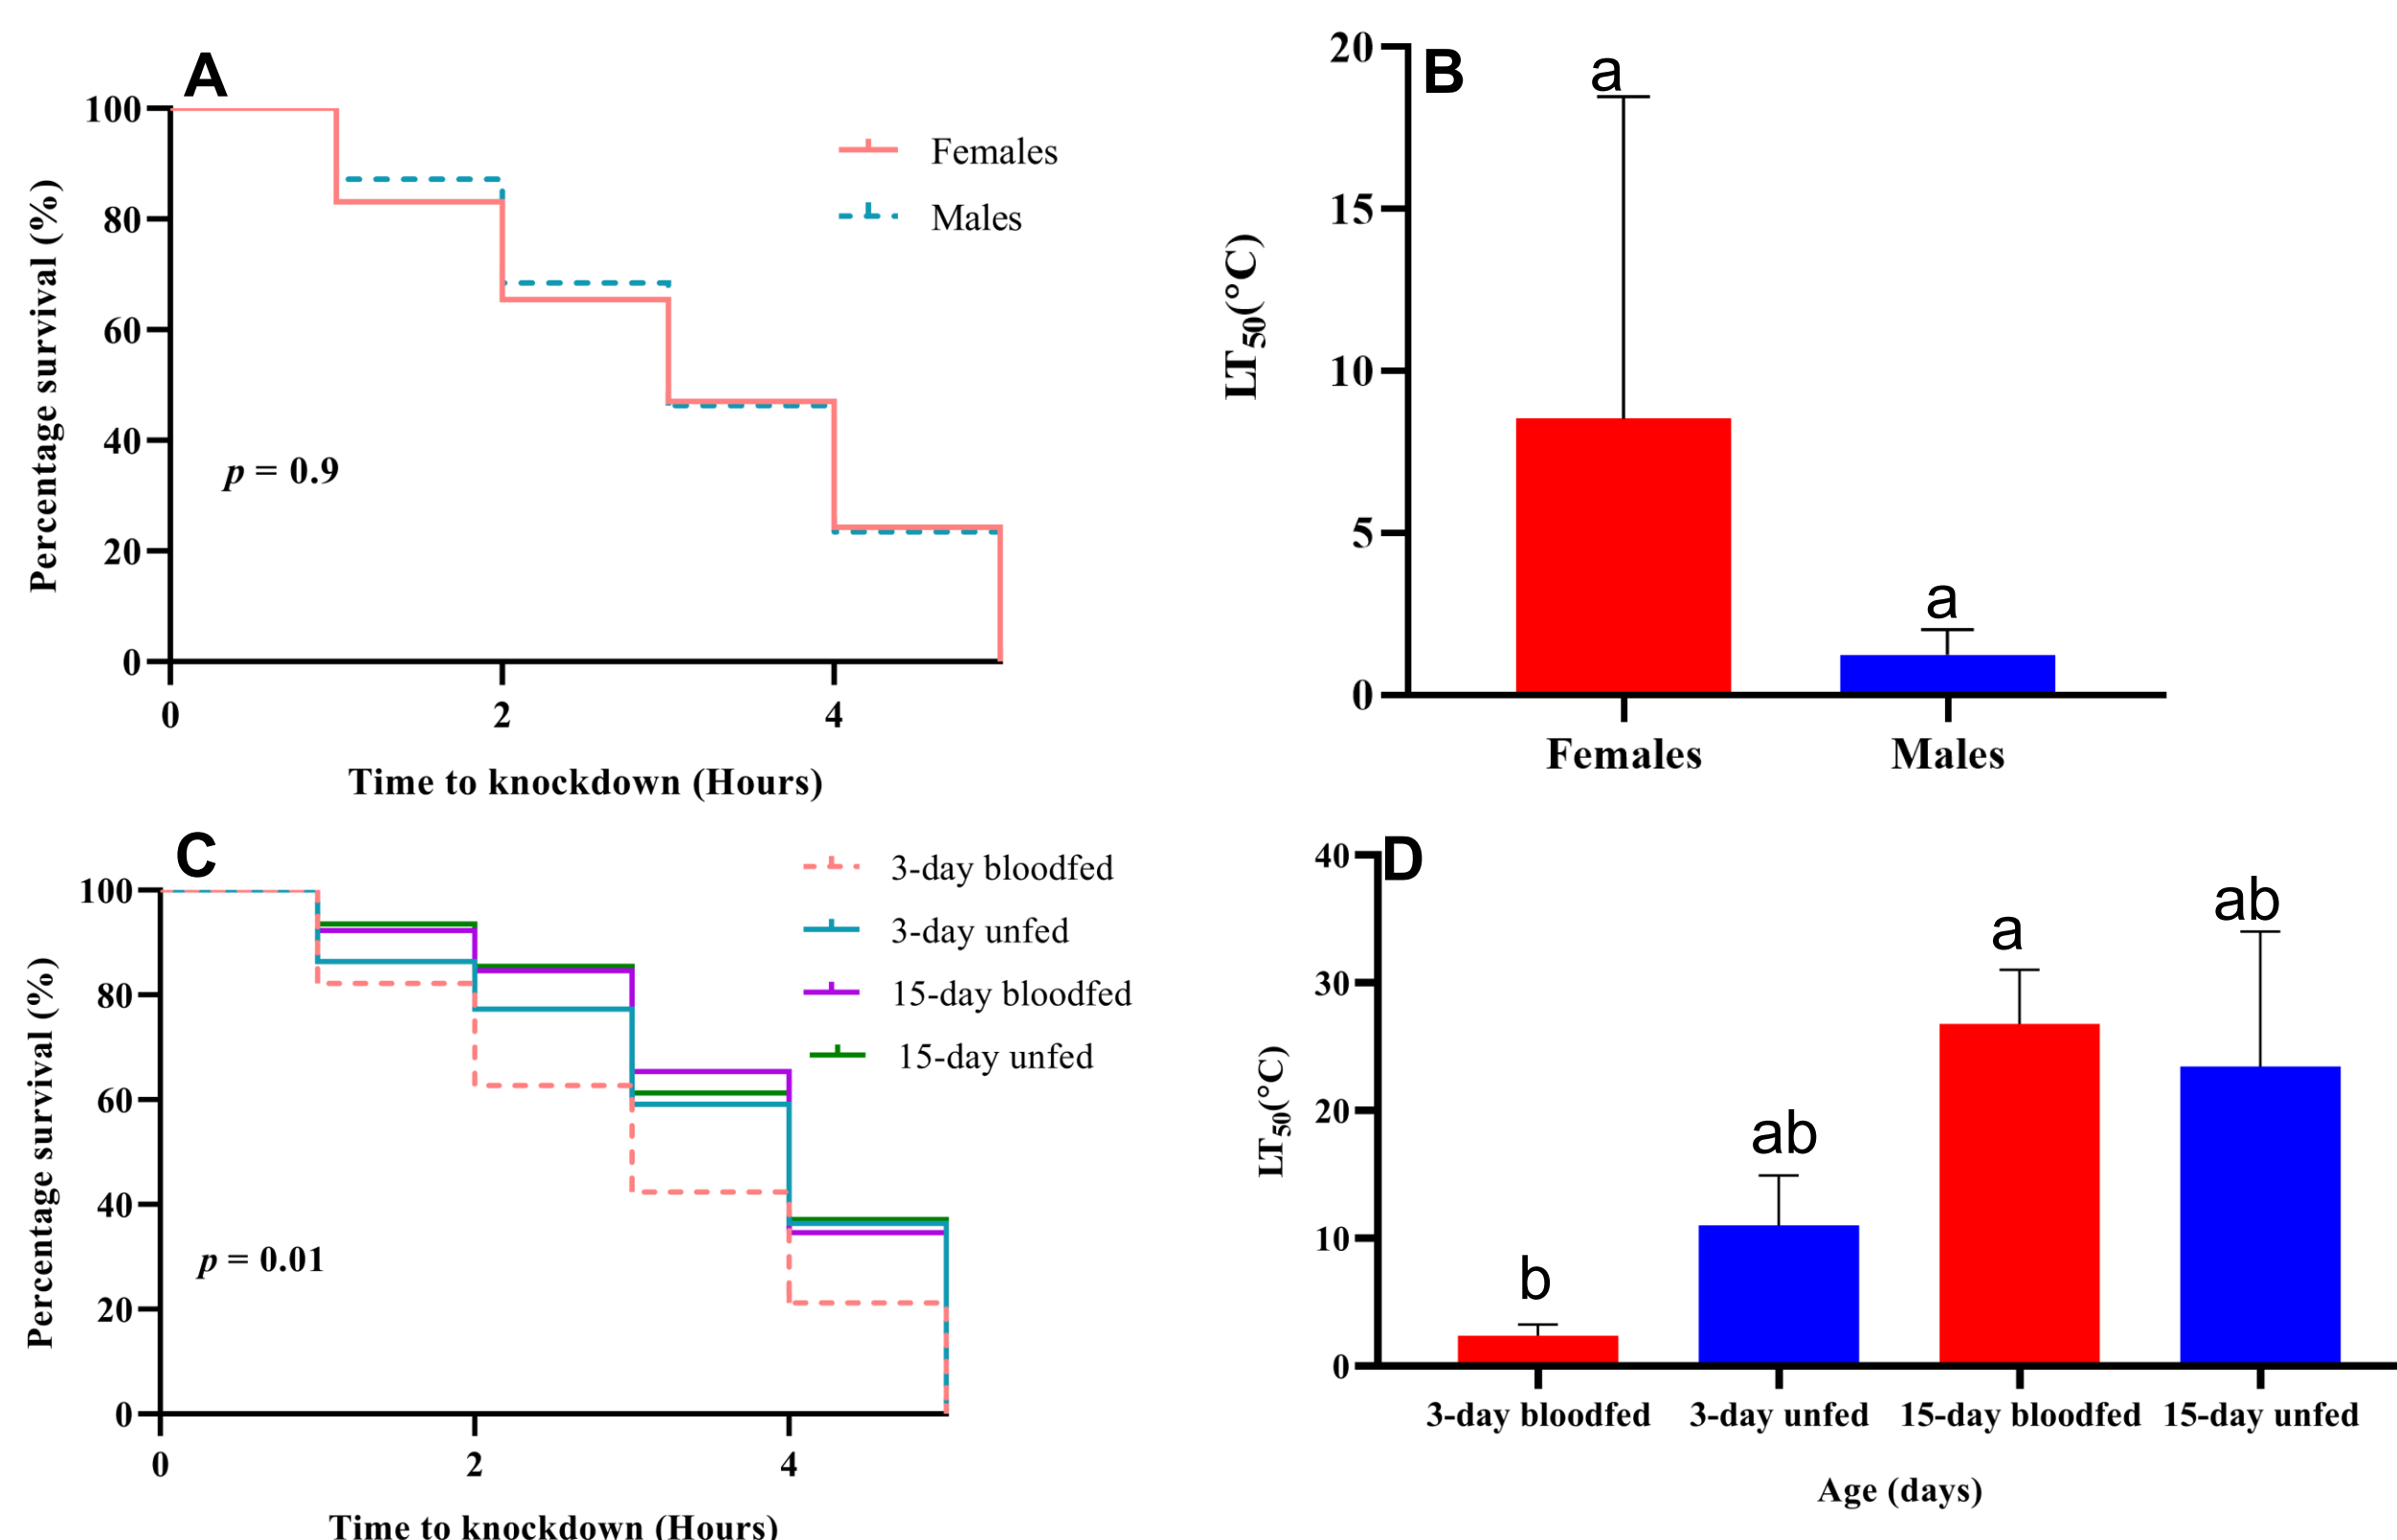 A
100
80
60
40
20
0
Percentage survival (%)
Females
Males
p = 0.9
0 2 4
Time to knockdown (Hours)
B
20
15
10
5
0
LT50(°C)
a
a
Females Males
C
100
80
60
40
20
0
Percentage survival (%)
3-day bloodfed
3-day unfed
15-day bloodfed
15-day unfed
p = 0.01
0 2 4
Time to knockdown (Hours)
D
40
30
20
10
0
LT50(°C)
b
ab
a
ab
3-day bloodfed 3-day unfed 15-day bloodfed 15-day unfed
Age (days)